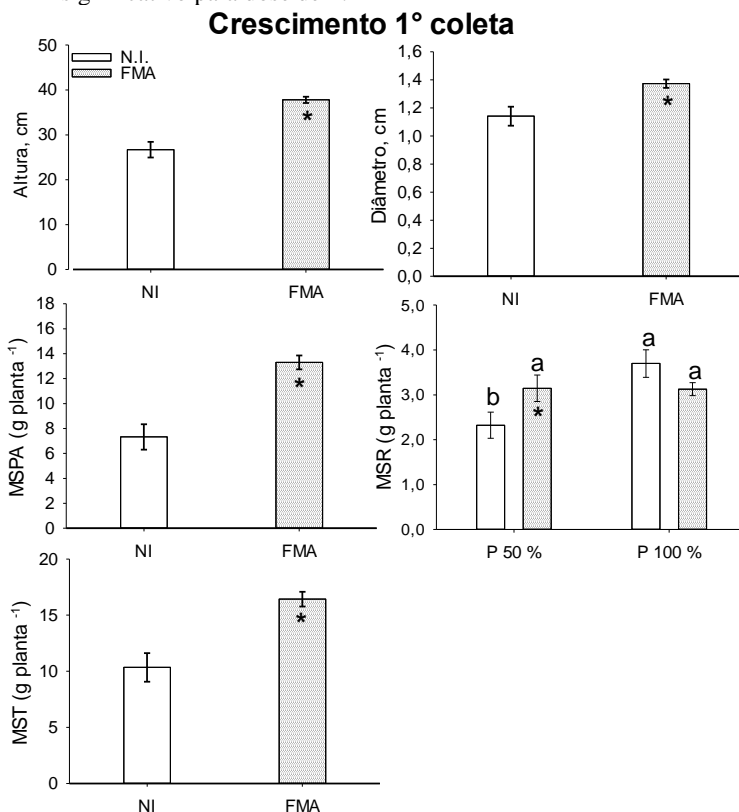 Crescimento 1° coleta
N.I.
FMA
Altura, cm
50
40
30
20
10
0
*
NI FMA
Diâmetro, cm
1,6
1,4
1,2
1,0
0,8
0,6
0,4
0,2
0,0
*
NI FMA
MSPA (g planta -1)
18
16
14
12
10
8
6
4
2
0
*
NI FMA
MSR (g planta -1)
5,0
4,0
3,0
2,0
1,0
0,0
b a a a
*
P 50 % P 100 %
MST (g planta -1)
20
15
10
5
0
*
NI FMA